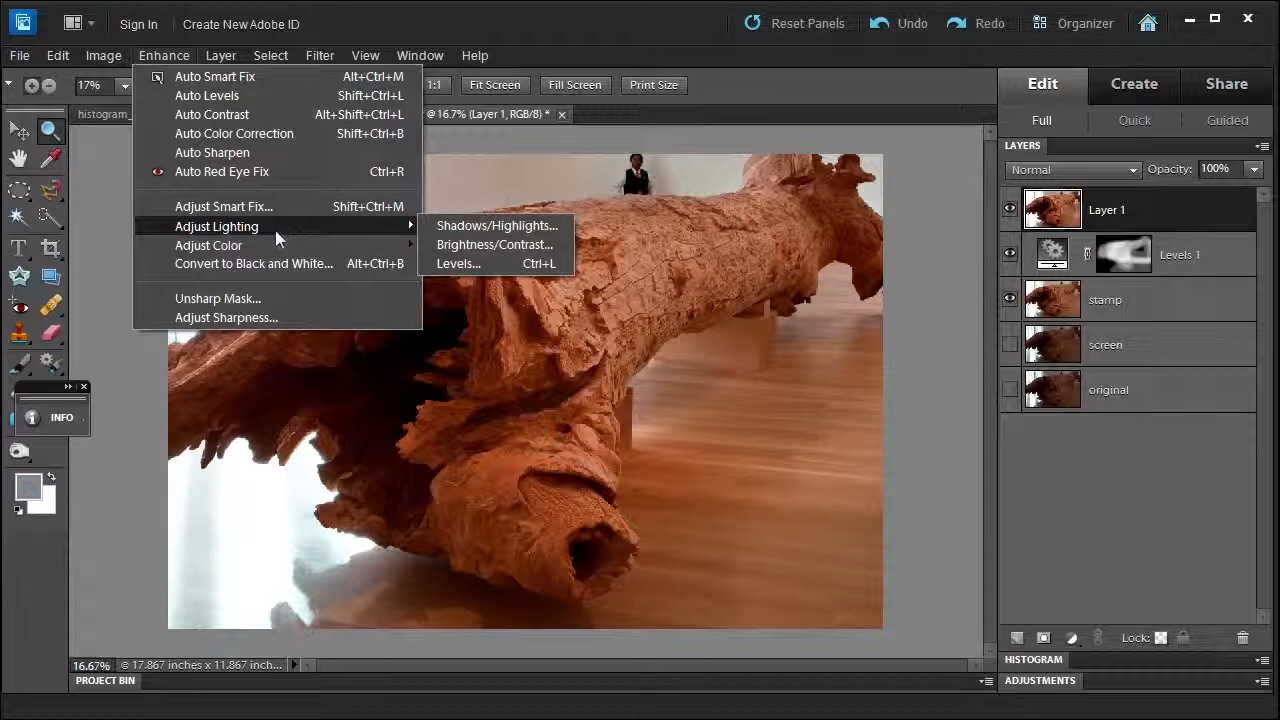 Sign In
Create New Adobe ID
Reset Panels
Undo
Redo
Organizer
File Edit Image Enhance Layer Select Filter View Window Help
17%
1:1
Fit Screen
Fill Screen
Print Size
Edit
Create
Share
Full
Quick
Guided
histogram_
@ 16.7% (Layer 1, RGB/8) *
Auto Smart Fix Alt+Ctrl+M
Auto Levels Shift+Ctrl+L
Auto Contrast Alt+Shift+Ctrl+L
Auto Color Correction Shift+Ctrl+B
Auto Sharpen
Auto Red Eye Fix Ctrl+R
Adjust Smart Fix... Shift+Ctrl+M
Adjust Lighting
Adjust Color
Convert to Black and White... Alt+Ctrl+B
Unsharp Mask...
Adjust Sharpness...
Shadows/Highlights...
Brightness/Contrast...
Levels... Ctrl+L
INFO
LAYERS
Normal
Opacity: 100%
Layer 1
Levels 1
stamp
screen
original
Lock:
HISTOGRAM
ADJUSTMENTS
16.67%
@ 17.867 inches x 11.867 inch...
PROJECT BIN